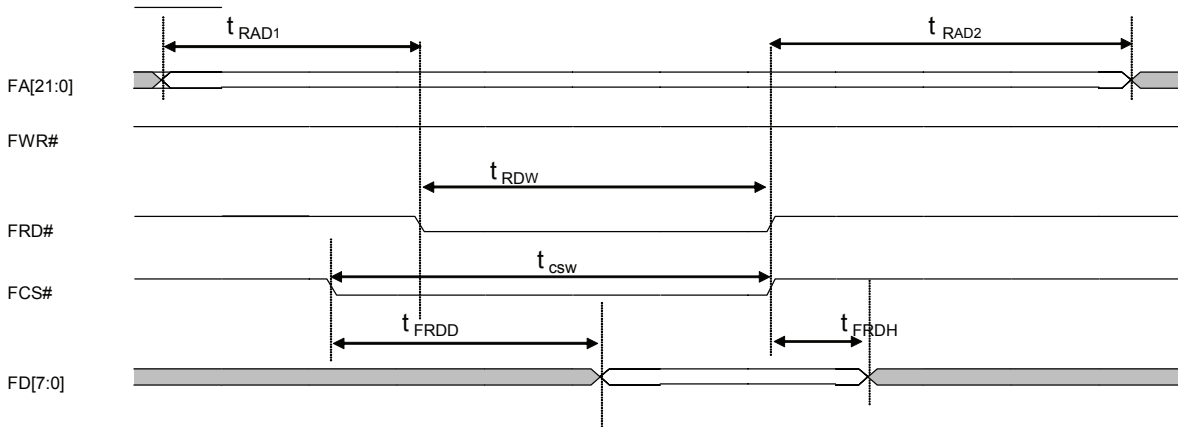 t RAD1
t RAD2
FA[21:0]
FWR#
t RDW
FRD#
t csw
FCS#
t FRDD
t FRDH
FD[7:0]